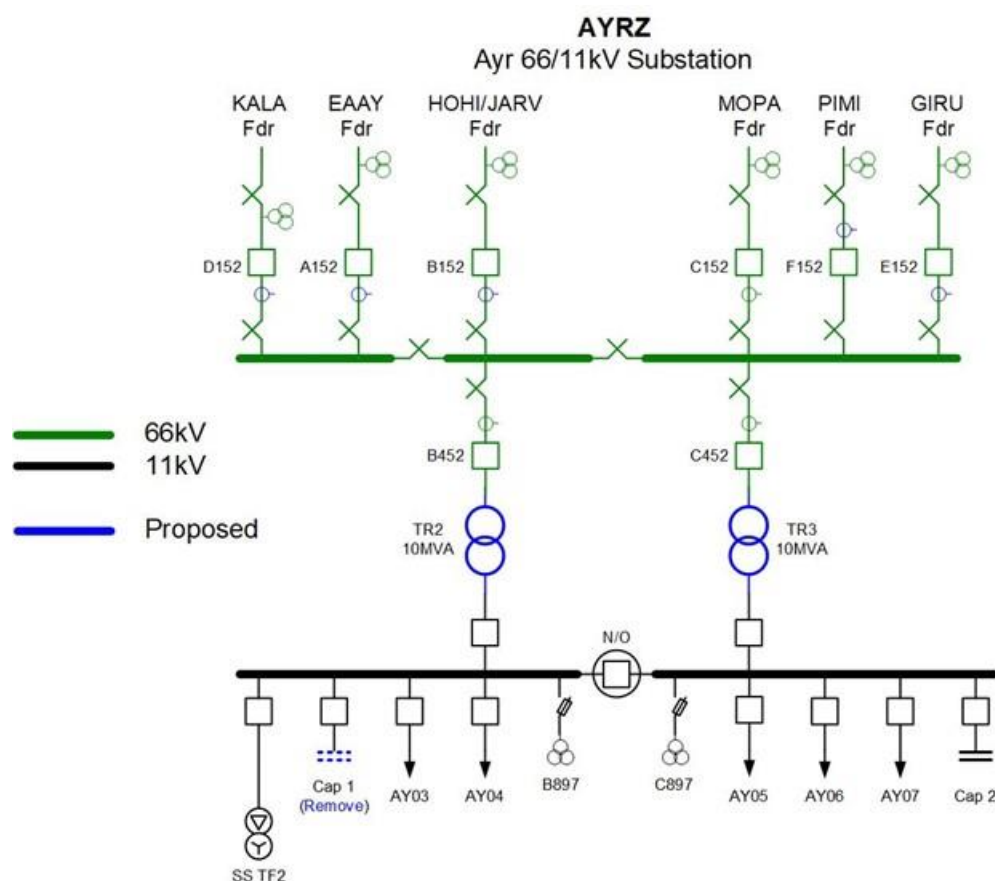 AYRZ
Ayr 66/11kV Substation
KALA
Fdr
EAAY
Fdr
HOHI/JARV
Fdr
MOPA
Fdr
PIMI
Fdr
GIRU
Fdr
D152
A152
B152
C152
F152
E152
66kV
11kV
Proposed
B452
C452
TR2
10MVA
TR3
10MVA
N/O
Cap 1
(Remove)
AY03
AY04
B897
C897
AY05
AY06
AY07
Cap 2
SS TF2